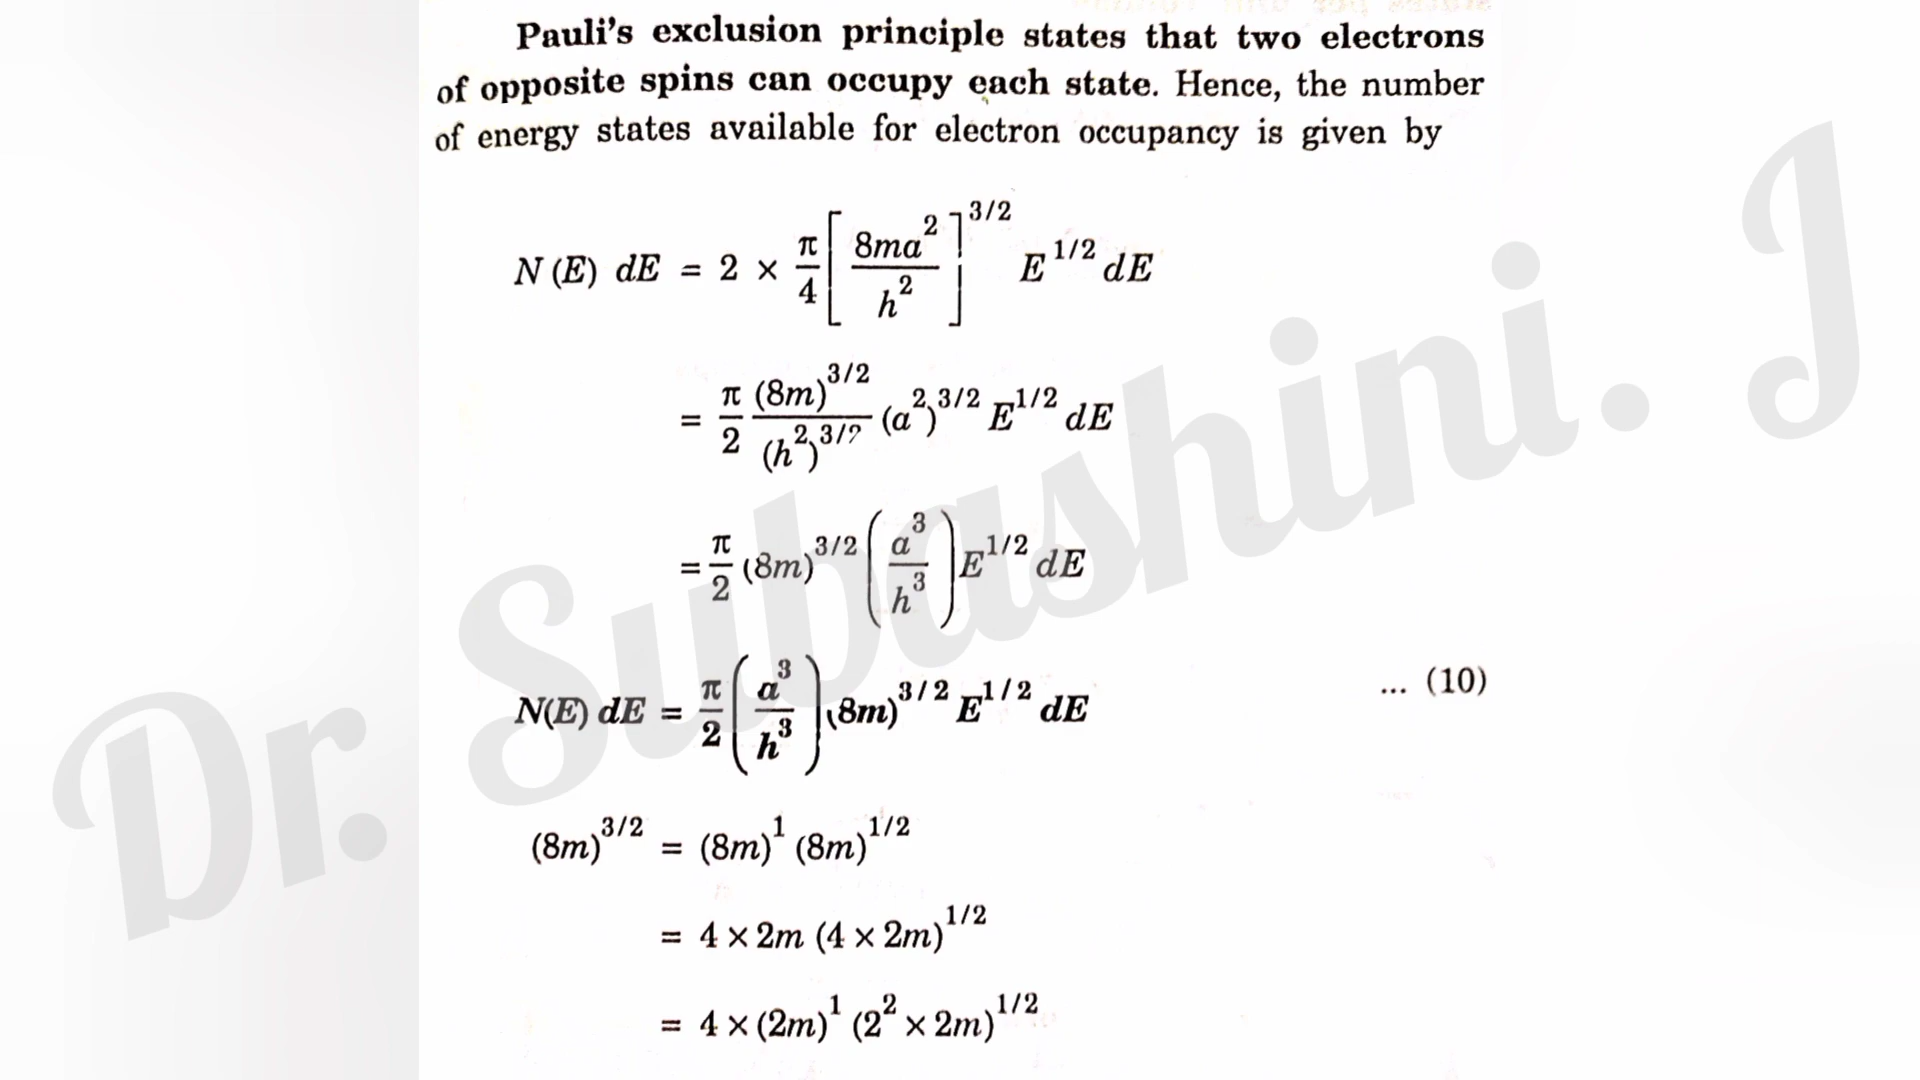 Pauli's exclusion principle states that two electrons
of opposite spins can occupy each state. Hence, the number
of energy states available for electron occupancy is given by
N (E) dE = 2 × π/4 [ 8ma² / h² ]^3/2 E^1/2 dE
= π/2 (8m)^3/2 / (h²)^3/2 (a²)^3/2 E^1/2 dE
= π/2 (8m)^3/2 ( a³ / h³ ) E^1/2 dE
N(E) dE = π/2 ( a³ / h³ ) (8m)^3/2 E^1/2 dE ... (10)
(8m)^3/2 = (8m)^1 (8m)^1/2
= 4 × 2m (4 × 2m)^1/2
= 4 × (2m)^1 (2² × 2m)^1/2
Dr. Subashini. J